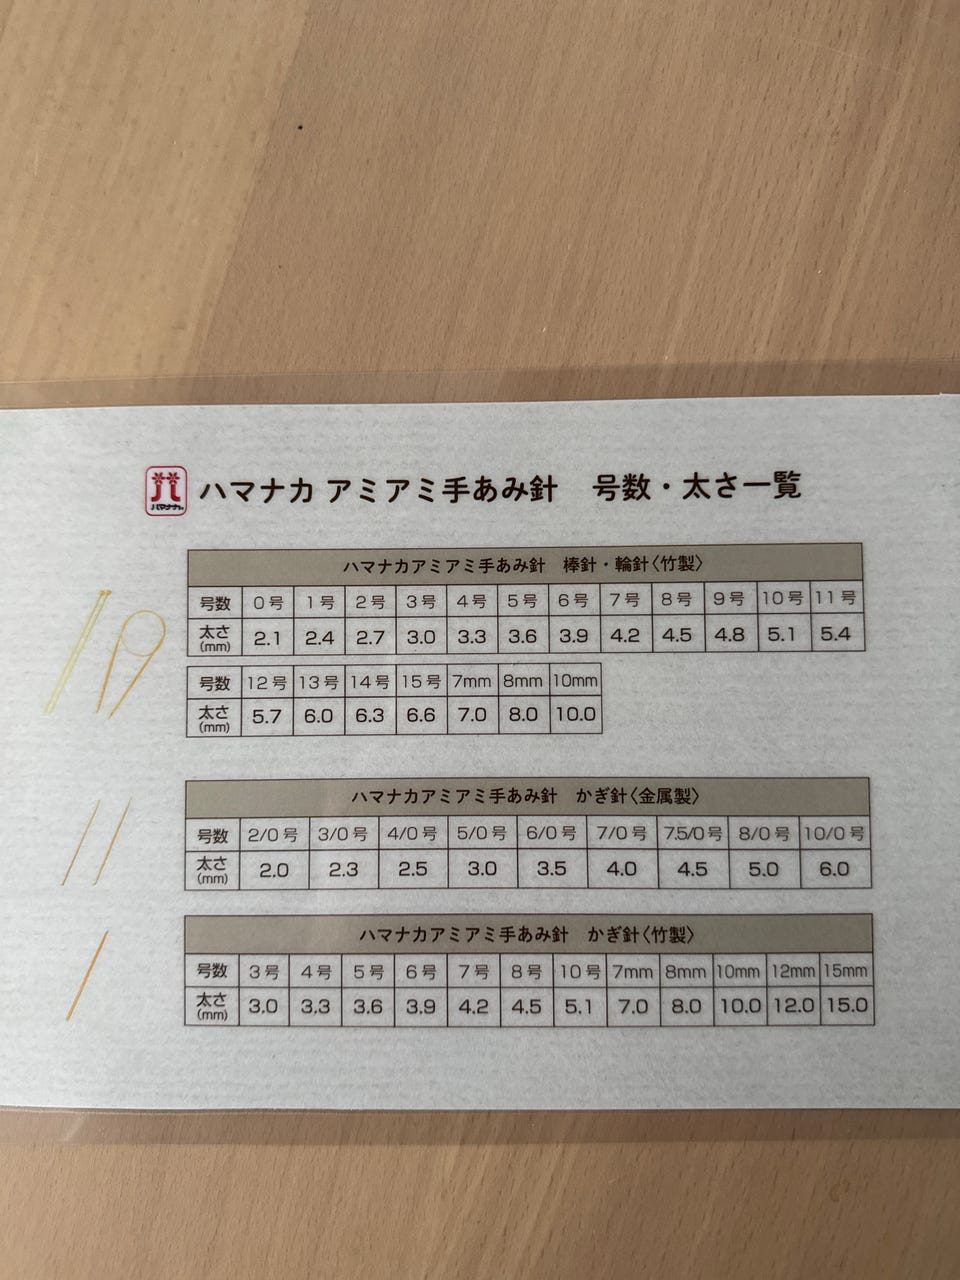 ハマナカ
ハマナカ アミアミ手あみ針　号数・太さ一覧
ハマナカアミアミ手あみ針　棒針・輪針〈竹製〉
号数 0号 1号 2号 3号 4号 5号 6号 7号 8号 9号 10号 11号
太さ(mm) 2.1 2.4 2.7 3.0 3.3 3.6 3.9 4.2 4.5 4.8 5.1 5.4
号数 12号 13号 14号 15号 7mm 8mm 10mm
太さ(mm) 5.7 6.0 6.3 6.6 7.0 8.0 10.0
ハマナカアミアミ手あみ針　かぎ針〈金属製〉
号数 2/0号 3/0号 4/0号 5/0号 6/0号 7/0号 7.5/0号 8/0号 10/0号
太さ(mm) 2.0 2.3 2.5 3.0 3.5 4.0 4.5 5.0 6.0
ハマナカアミアミ手あみ針　かぎ針〈竹製〉
号数 3号 4号 5号 6号 7号 8号 10号 7mm 8mm 10mm 12mm 15mm
太さ(mm) 3.0 3.3 3.6 3.9 4.2 4.5 5.1 7.0 8.0 10.0 12.0 15.0